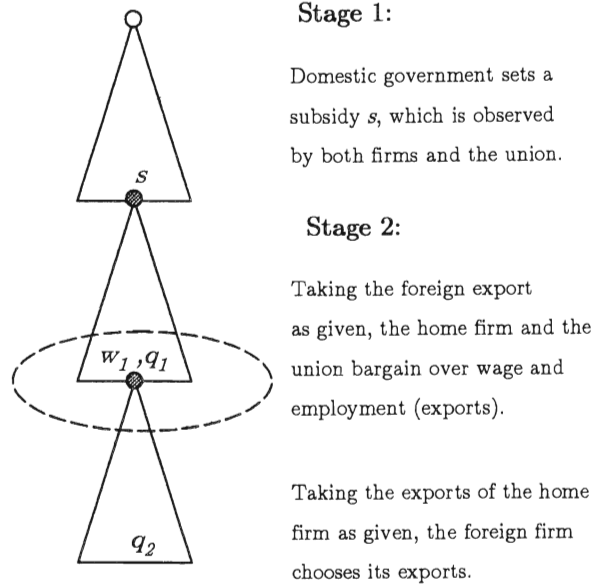 Stage 1:
Domestic government sets a
subsidy s, which is observed
by both firms and the union.
s
Stage 2:
Taking the foreign export
as given, the home firm and the
union bargain over wage and
employment (exports).
w₁,q₁
Taking the exports of the home
firm as given, the foreign firm
chooses its exports.
q₂